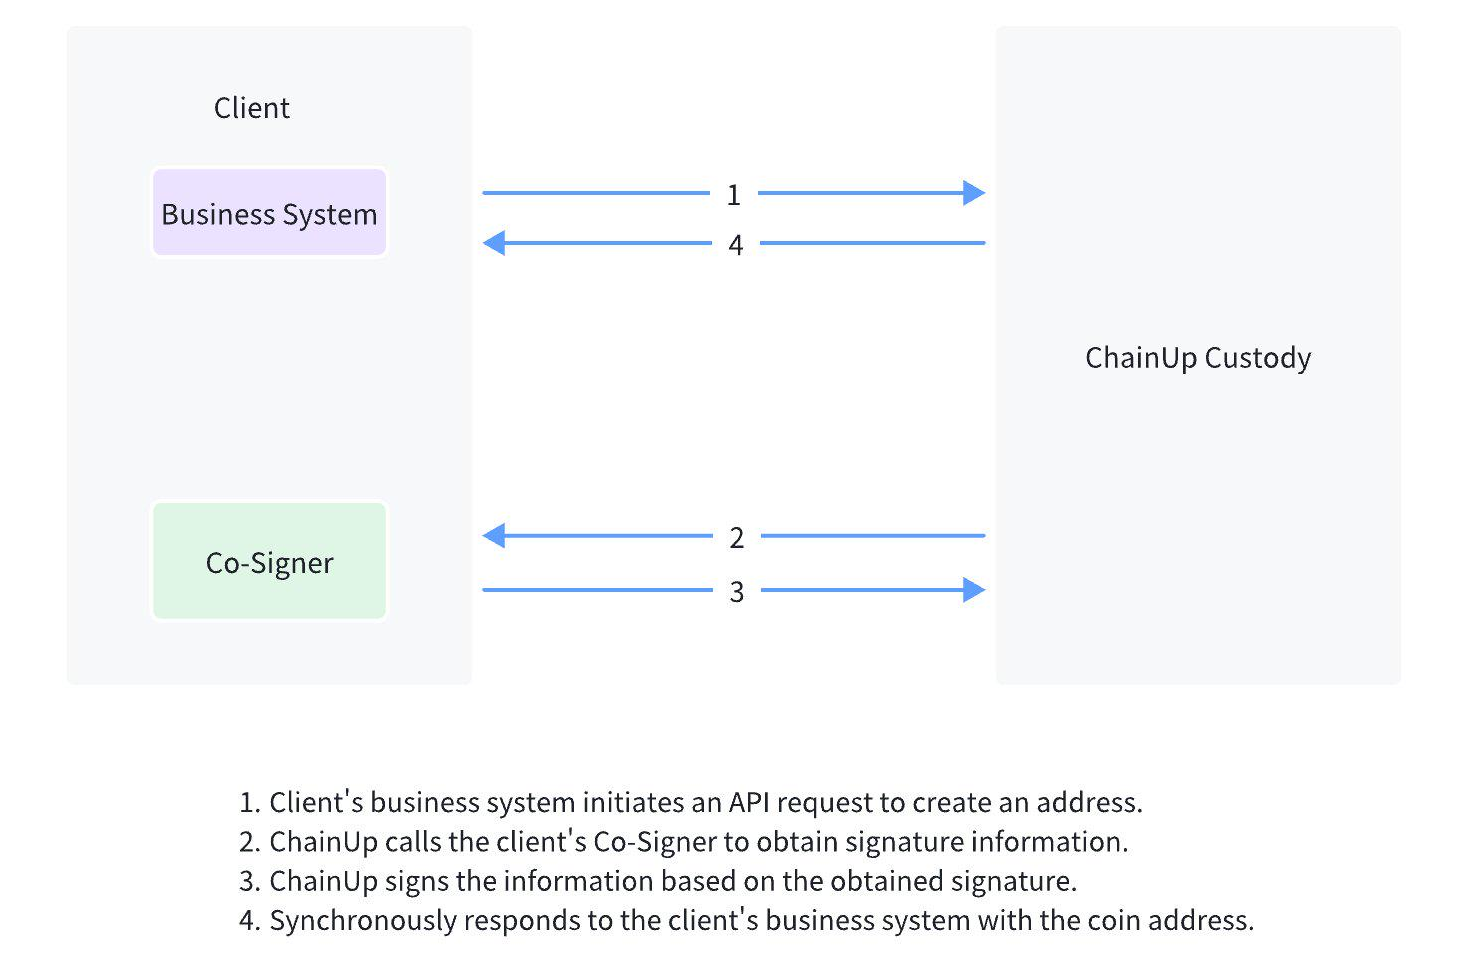 Client
Business System
1
4
ChainUp Custody
2
Co-Signer
3
1. Client's business system initiates an API request to create an address.
2. ChainUp calls the client's Co-Signer to obtain signature information.
3. ChainUp signs the information based on the obtained signature.
4. Synchronously responds to the client's business system with the coin address.